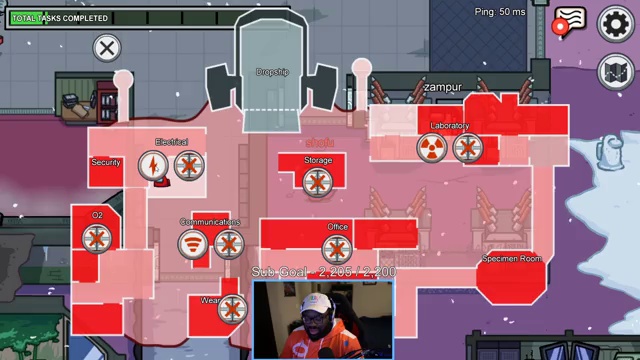 TOTAL TASKS COMPLETED
Ping: 50 ms
Dropship
zampur
Laboratory
Electrical
shofu
Security
Storage
O2
Communications
Office
Specimen Room
Sub Goal - 2,205 / 2,200